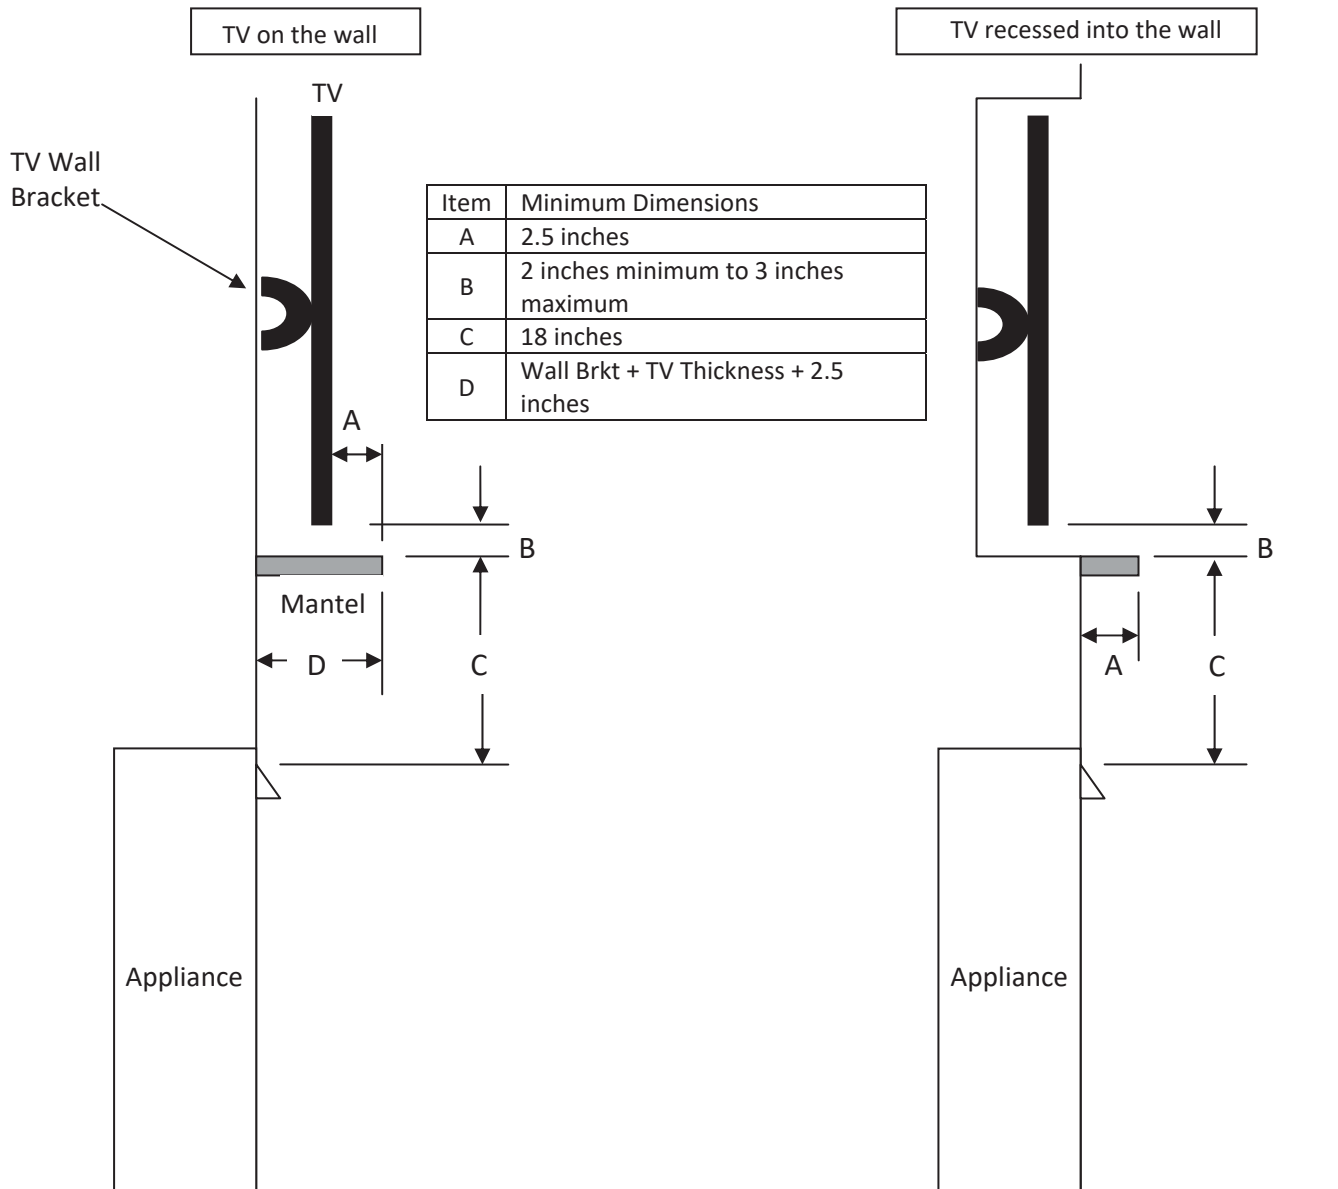 TV on the wall
TV recessed into the wall
TV
TV Wall
Bracket
Item Minimum Dimensions
A 2.5 inches
B 2 inches minimum to 3 inches
maximum
C 18 inches
D Wall Brkt + TV Thickness + 2.5
inches
A
B
Mantel
D
C
Appliance
B
A
C
Appliance